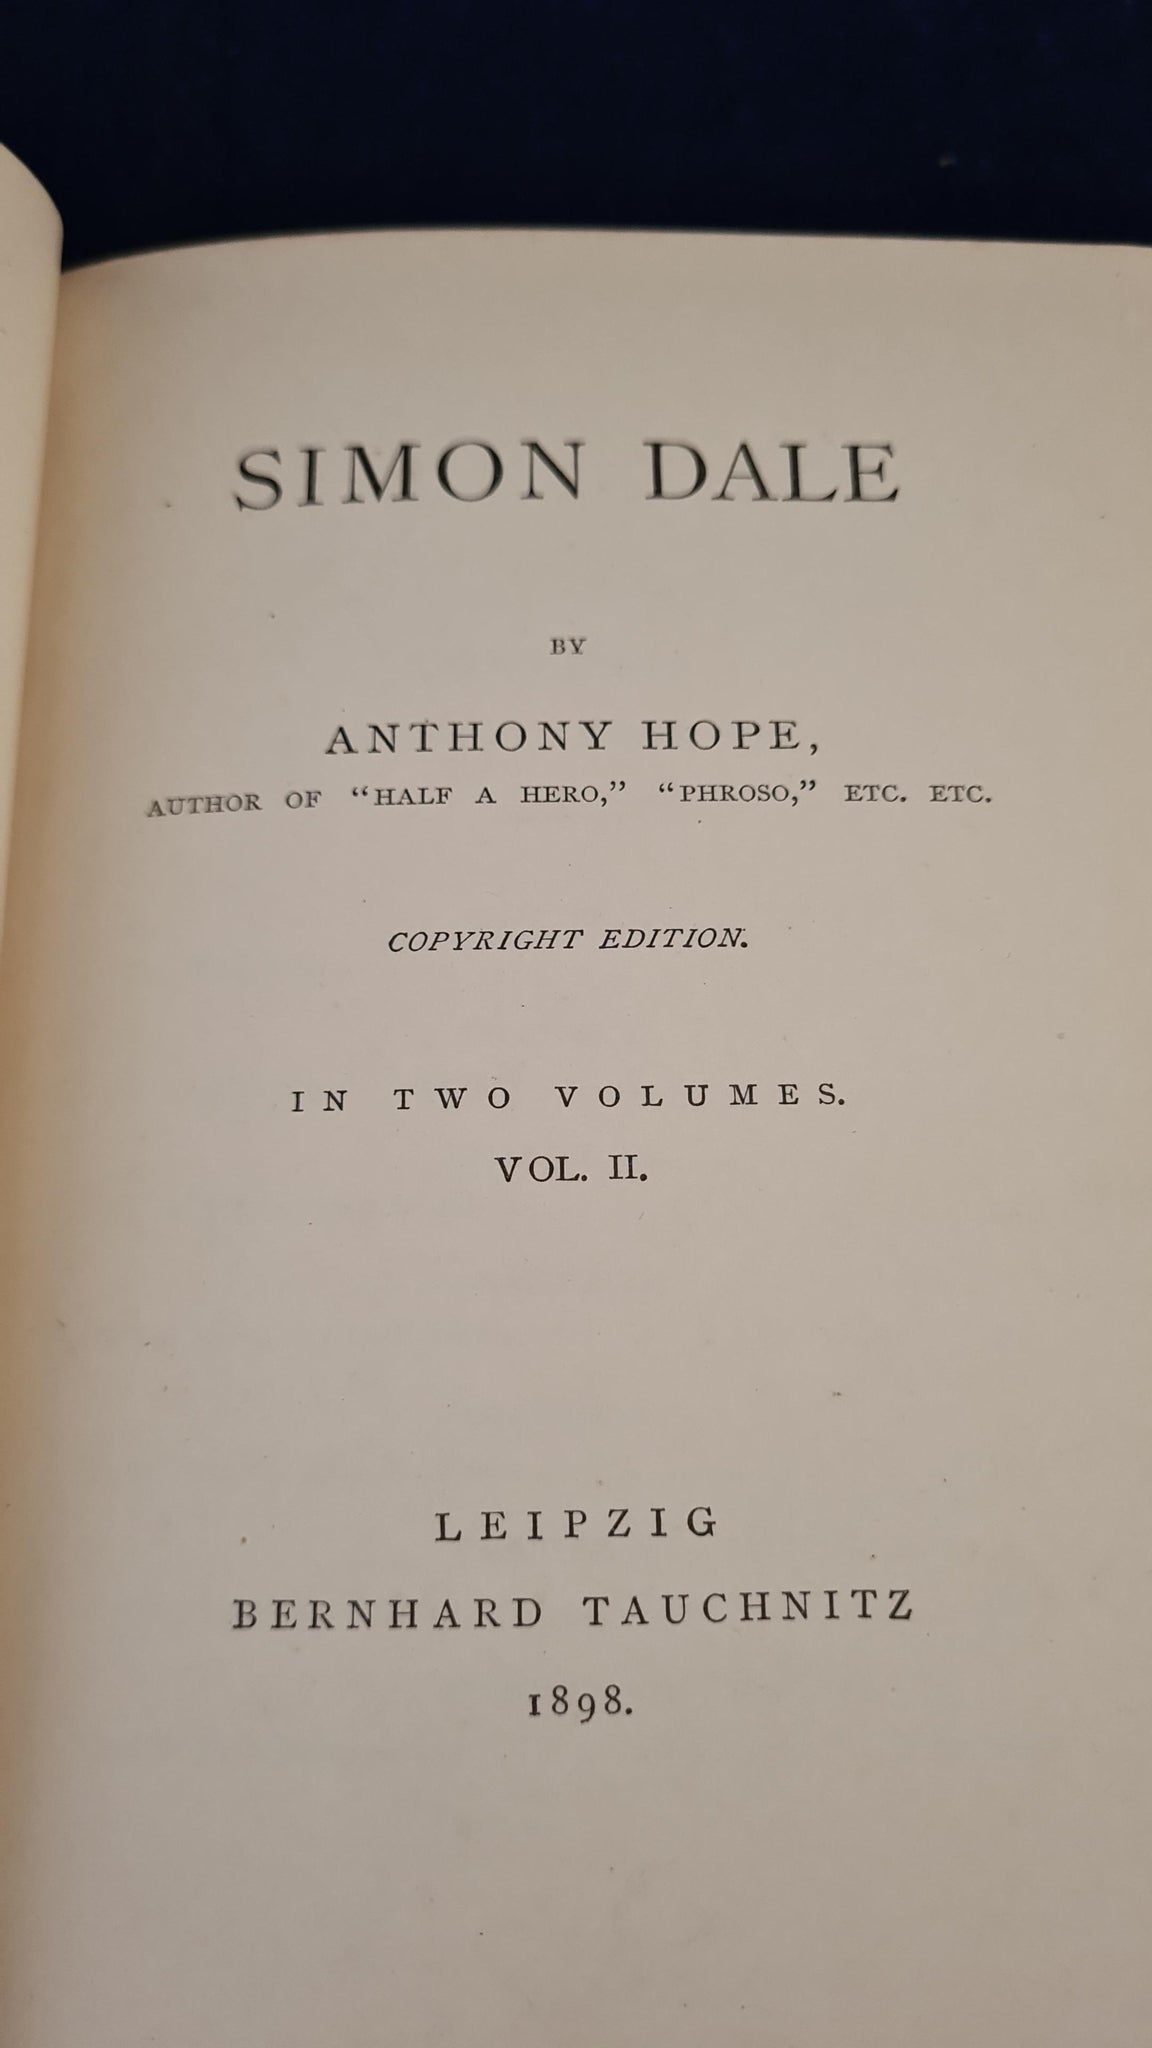 SIMON DALE
BY
ANTHONY HOPE,
AUTHOR OF "HALF A HERO," "PHROSO," ETC. ETC.
COPYRIGHT EDITION.
IN TWO VOLUMES.
VOL. II.
LEIPZIG
BERNHARD TAUCHNITZ
1898.